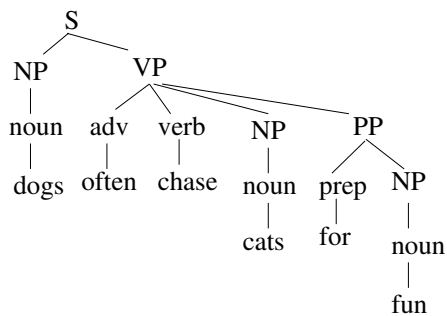 S
NP VP
noun adv verb NP PP
dogs often chase noun prep NP
cats for noun
fun